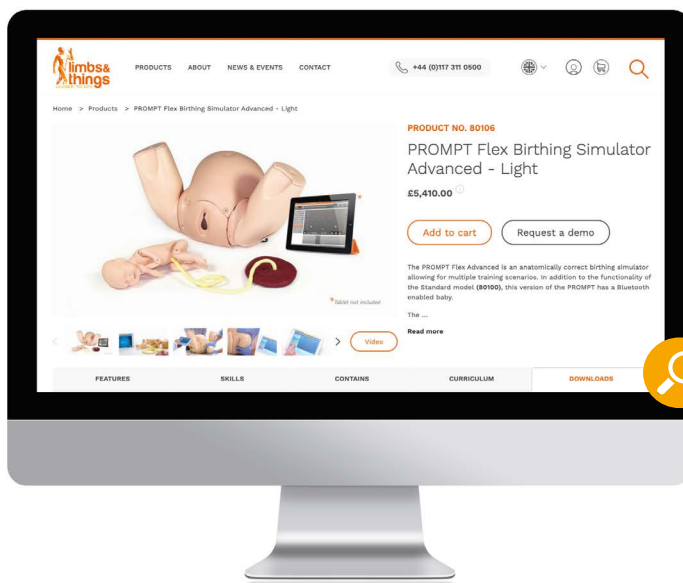 limbs&
things
PRODUCTS ABOUT NEWS & EVENTS CONTACT
+44 (0)117 311 0500
Home > Products > PROMPT Flex Birthing Simulator Advanced - Light
PRODUCT NO. 80106
PROMPT Flex Birthing Simulator
Advanced - Light
£5,410.00
Add to cart
Request a demo
The PROMPT Flex Advanced is an anatomically correct birthing simulator
allowing for multiple training scenarios. In addition to the functionality of
the Standard model (80100), this version of the PROMPT has a Bluetooth
enabled baby.
The ...
Read more
*Tablet not included
Video
FEATURES SKILLS CONTAINS CURRICULUM DOWNLOADS